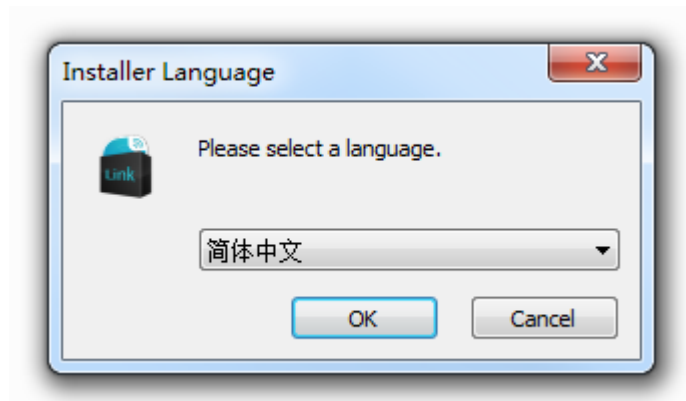 Installer Language
Please select a language.
Link
简体中文
OK
Cancel